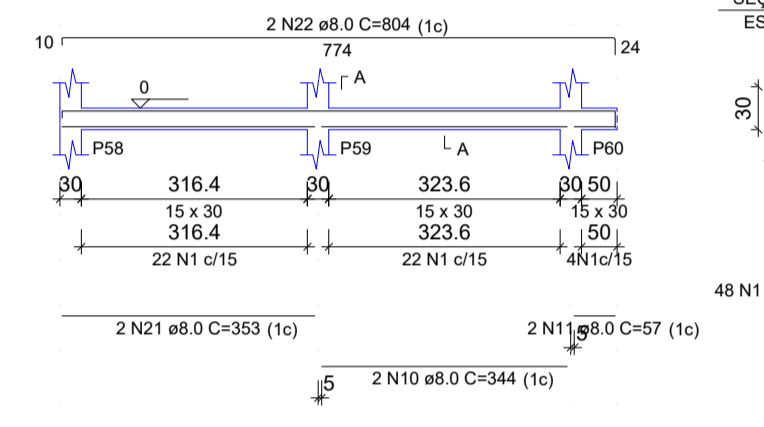 SEÇ
2 N22 ø8.0 C=804 (1c)
ES
10
774
24
A
0
30
P58
P59
A
P60
30 316.4 30 323.6 30 50
15 x 30 15 x 30 15 x 30
316.4 323.6 50
22 N1 c/15 22 N1 c/15 4N1c/15
48 N1
2 N21 ø8.0 C=353 (1c)
2 N11 ø8.0 C=57 (1c)
5
2 N10 ø8.0 C=344 (1c)
5